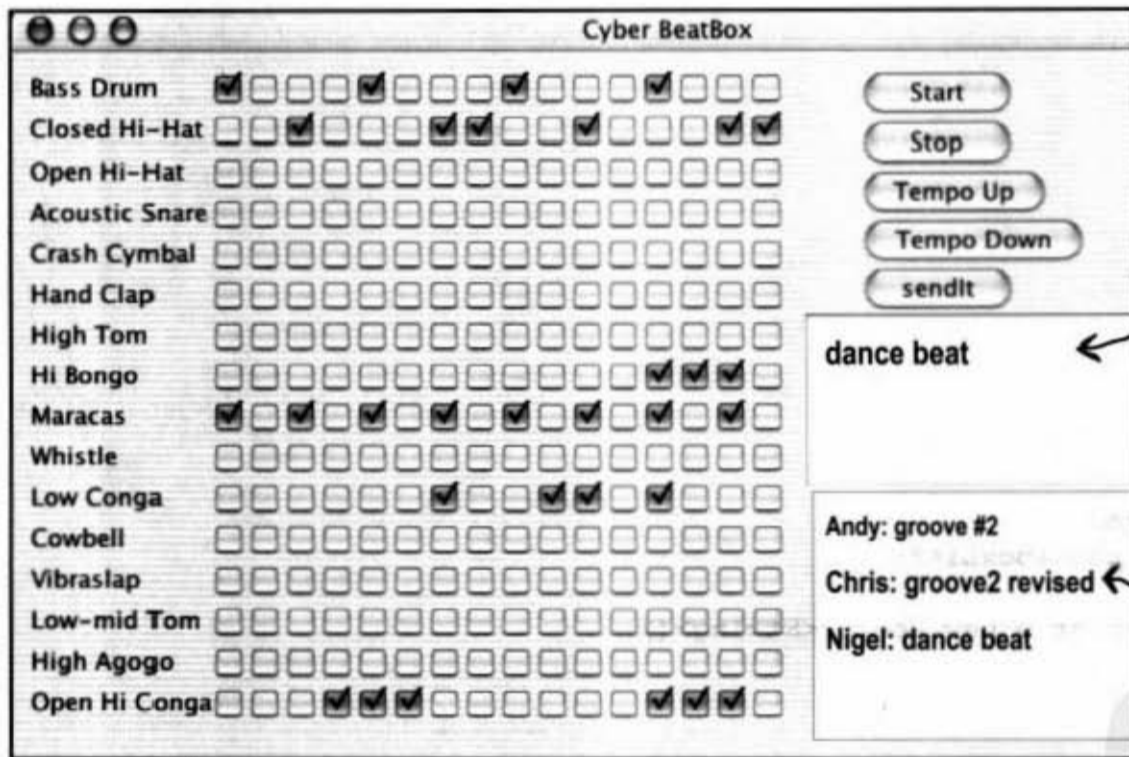 Cyber BeatBox
Bass Drum
Closed Hi-Hat
Open Hi-Hat
Acoustic Snare
Crash Cymbal
Hand Clap
High Tom
Hi Bongo
Maracas
Whistle
Low Conga
Cowbell
Vibraslap
Low-mid Tom
High Agogo
Open Hi Conga
Start
Stop
Tempo Up
Tempo Down
sendIt
dance beat
Andy: groove #2
Chris: groove2 revised
Nigel: dance beat